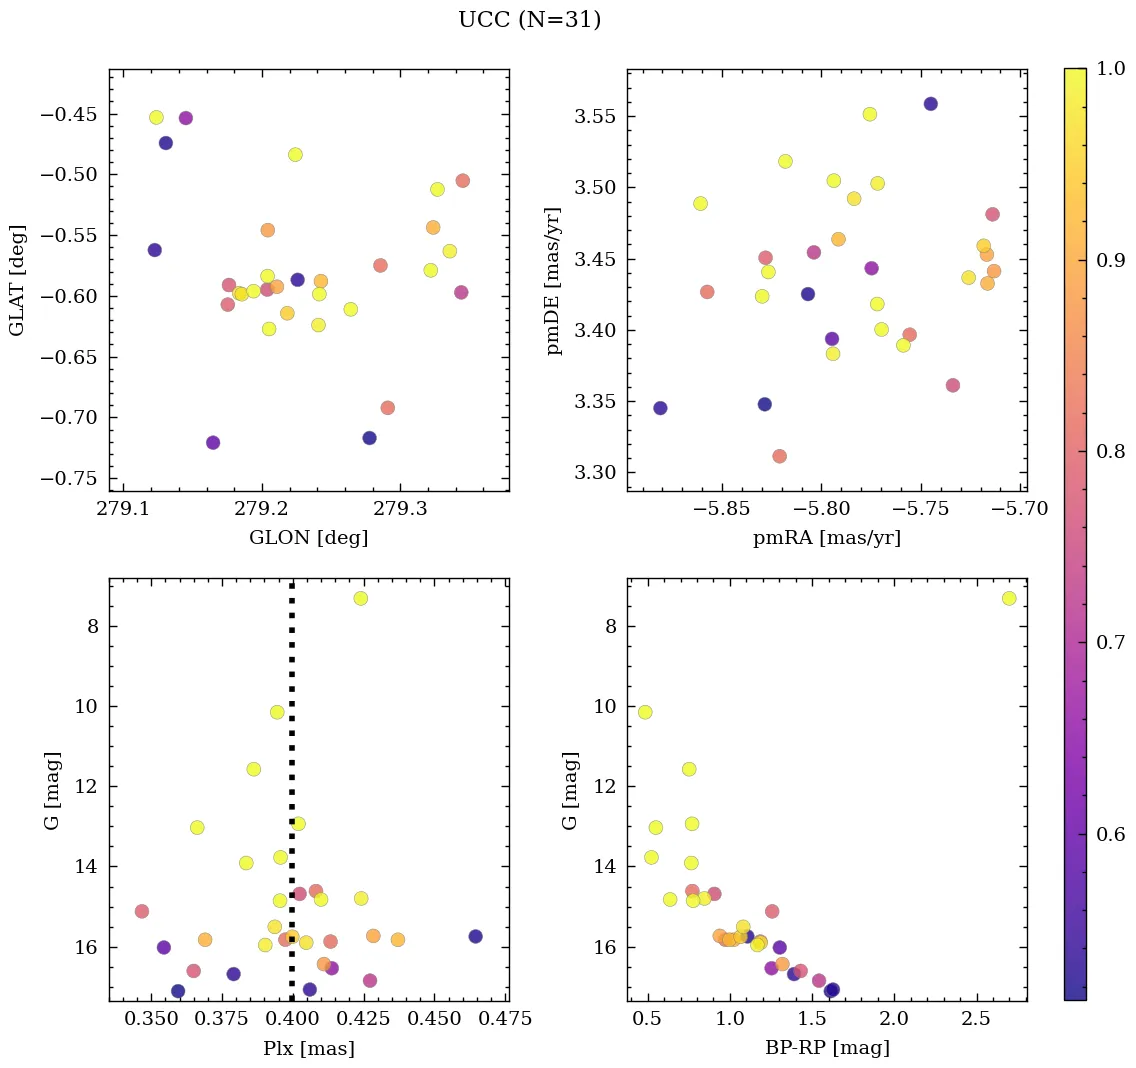 UCC (N=31)
−0.45
−0.50
−0.55
−0.60
−0.65
−0.70
−0.75
GLAT [deg]
279.1 279.2 279.3
GLON [deg]
3.55
3.50
3.45
3.40
3.35
3.30
pmDE [mas/yr]
−5.85 −5.80 −5.75 −5.70
pmRA [mas/yr]
8
10
12
14
16
G [mag]
0.350 0.375 0.400 0.425 0.450 0.475
Plx [mas]
8
10
12
14
16
G [mag]
0.5 1.0 1.5 2.0 2.5
BP-RP [mag]
1.0
0.9
0.8
0.7
0.6